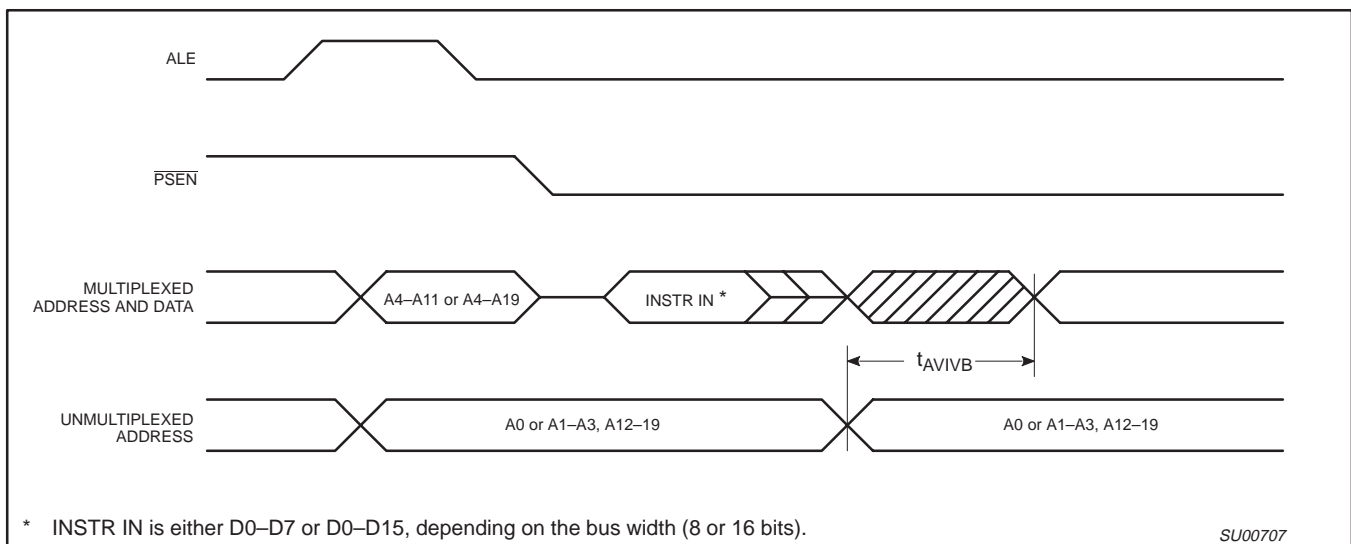 ALE
PSEN
MULTIPLEXED
ADDRESS AND DATA
A4–A11 or A4–A19
INSTR IN *
tAVIVB
UNMULTIPLEXED
ADDRESS
A0 or A1–A3, A12–19
A0 or A1–A3, A12–19
* INSTR IN is either D0–D7 or D0–D15, depending on the bus width (8 or 16 bits).
SU00707